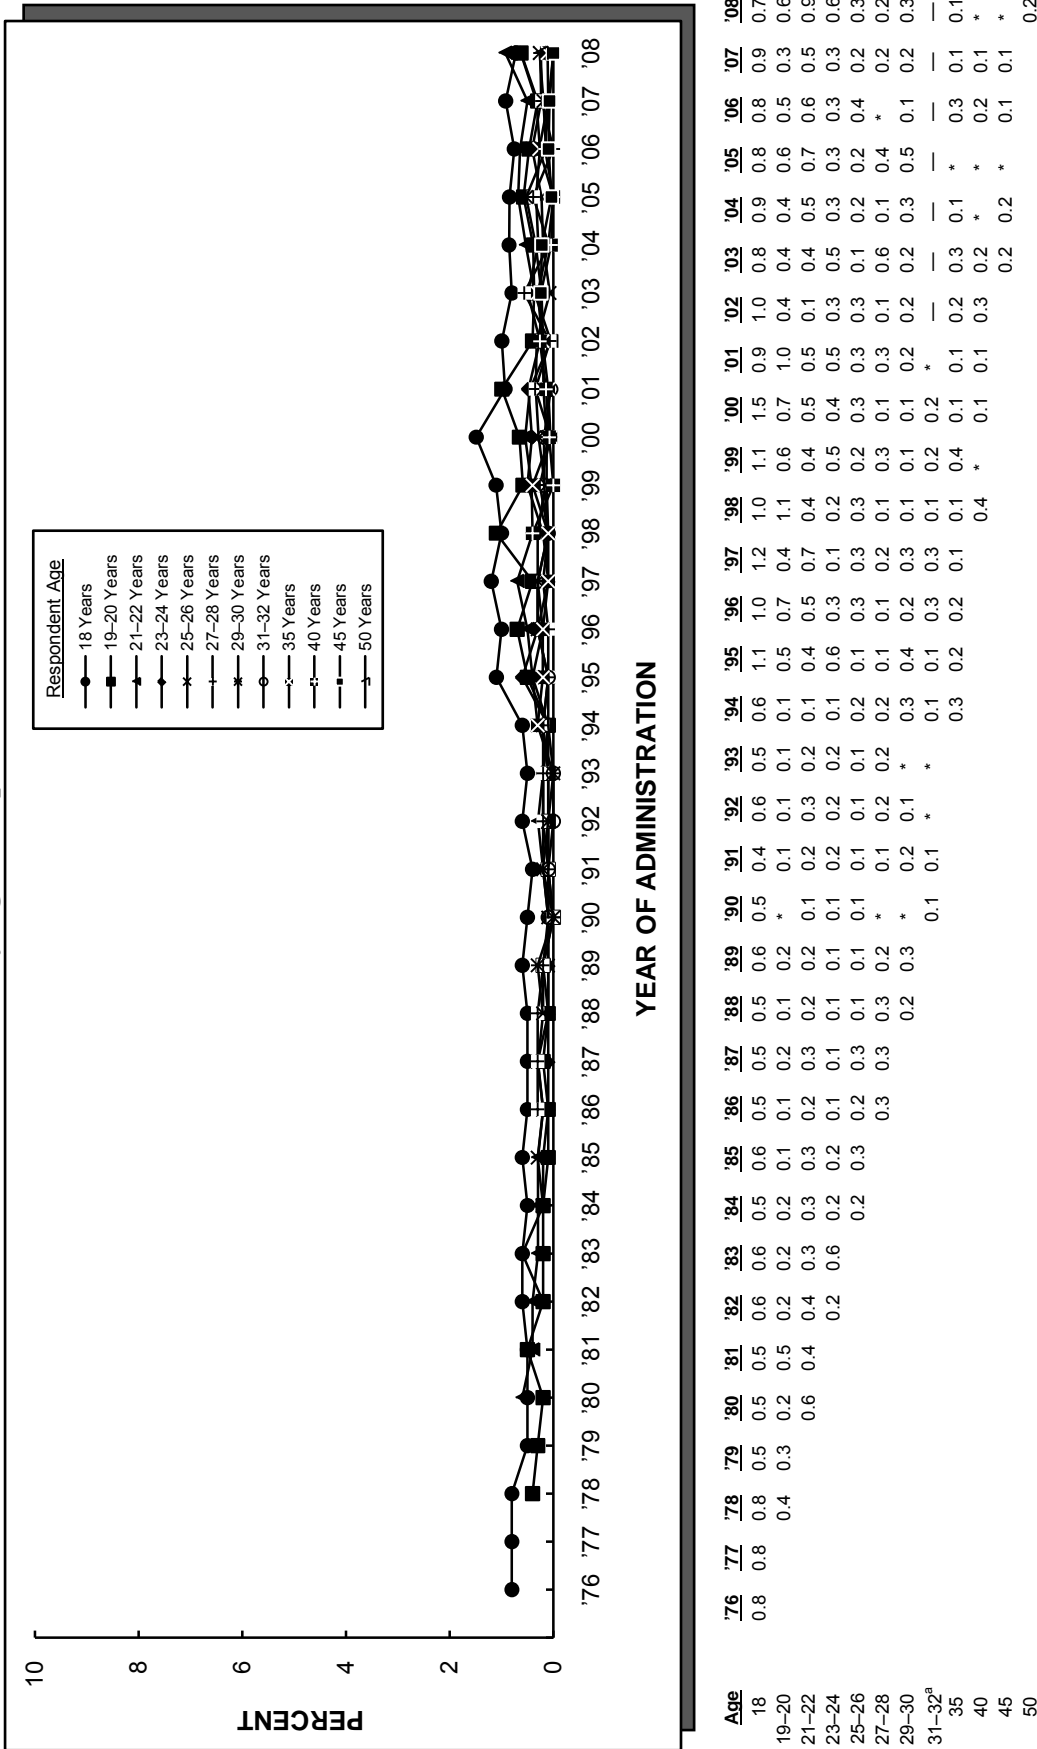 PERCENT
10
8
6
4
2
0
Respondent Age
18 Years
19–20 Years
21–22 Years
23–24 Years
25–26 Years
27–28 Years
29–30 Years
31–32 Years
35 Years
40 Years
45 Years
50 Years
'76 '77 '78 '79 '80 '81 '82 '83 '84 '85 '86 '87 '88 '89 '90 '91 '92 '93 '94 '95 '96 '97 '98 '99 '00 '01 '02 '03 '04 '05 '06 '07 '08
YEAR OF ADMINISTRATION
Age '76 '77 '78 '79 '80 '81 '82 '83 '84 '85 '86 '87 '88 '89 '90 '91 '92 '93 '94 '95 '96 '97 '98 '99 '00 '01 '02 '03 '04 '05 '06 '07 '08
18 0.8 0.8 0.8 0.5 0.5 0.5 0.6 0.6 0.5 0.6 0.5 0.5 0.5 0.6 0.5 0.4 0.6 0.5 0.6 1.1 1.0 1.2 1.0 1.1 1.5 0.9 1.0 0.8 0.9 0.8 0.8 0.9 0.7
19–20 0.4 0.3 0.2 0.5 0.2 0.2 0.2 0.1 0.1 0.2 0.1 0.2 * 0.1 0.1 0.1 0.1 0.5 0.7 0.4 1.1 0.6 0.7 1.0 0.4 0.4 0.4 0.6 0.5 0.3 0.6
21–22 0.6 0.4 0.4 0.3 0.3 0.3 0.2 0.3 0.2 0.2 0.1 0.2 0.3 0.2 0.1 0.4 0.5 0.7 0.4 0.4 0.5 0.5 0.1 0.4 0.5 0.7 0.6 0.5 0.9
23–24 0.2 0.6 0.2 0.2 0.1 0.1 0.1 0.1 0.1 0.2 0.2 0.2 0.1 0.6 0.3 0.1 0.2 0.5 0.4 0.5 0.3 0.5 0.3 0.3 0.3 0.3 0.6
25–26 0.2 0.3 0.2 0.3 0.1 0.1 0.1 0.1 0.1 0.1 0.2 0.1 0.3 0.3 0.3 0.2 0.3 0.3 0.3 0.1 0.2 0.2 0.4 0.2 0.3
27–28 0.3 0.3 0.3 0.2 * 0.1 0.2 0.2 0.2 0.1 0.1 0.2 0.1 0.3 0.1 0.3 0.1 0.6 0.1 0.4 * 0.2 0.2
29–30 0.2 0.3 * 0.2 0.1 * 0.3 0.4 0.2 0.3 0.1 0.1 0.1 0.2 0.2 0.2 0.3 0.5 0.1 0.2 0.3
31–32ª 0.1 0.1 * * 0.1 0.1 0.3 0.3 0.1 0.2 0.2 * — — — — — — —
35 0.3 0.2 0.2 0.1 0.1 0.4 0.1 0.1 0.2 0.3 0.1 * 0.3 0.1 0.1
40 0.4 * 0.1 0.1 0.3 0.2 * * 0.2 0.1 *
45 0.2 0.2 * 0.1 0.1 *
50 0.2